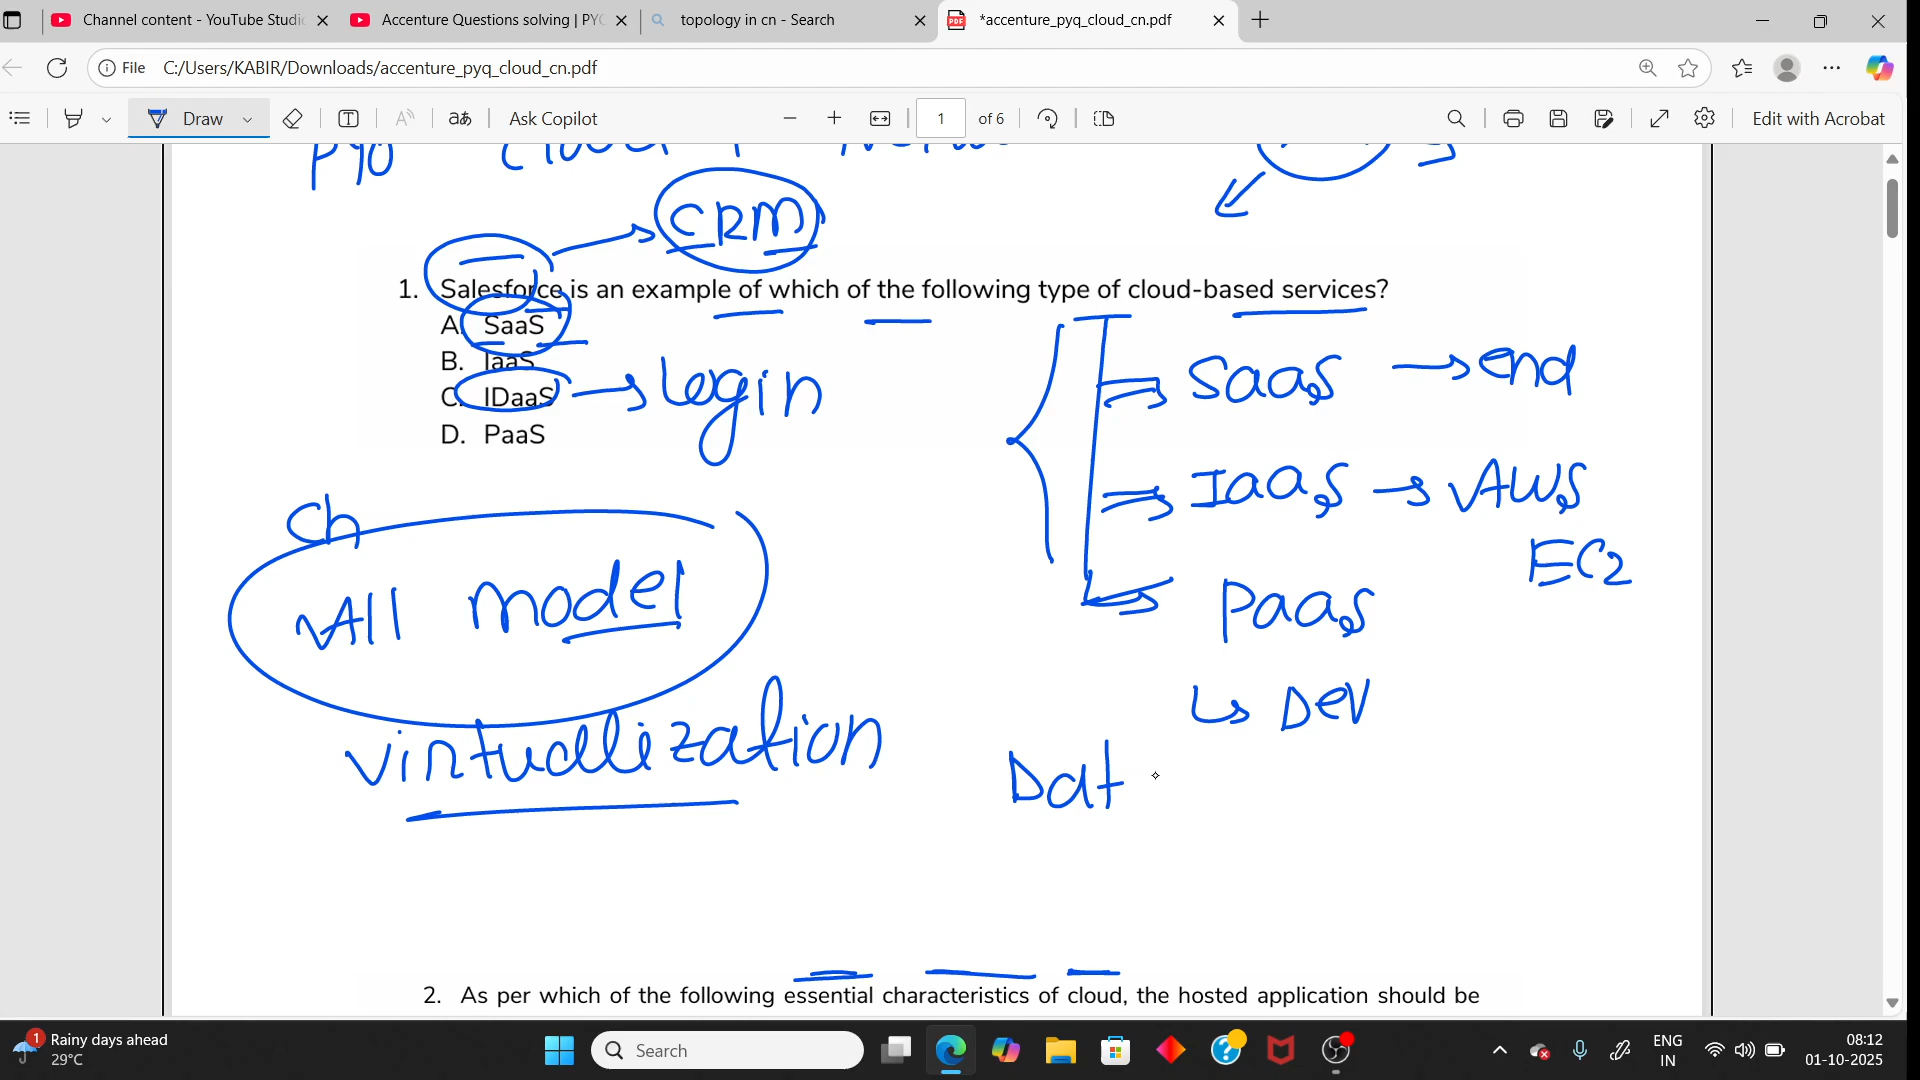 Channel content - YouTube Studi
Accenture Questions solving | PYQ
topology in cn - Search
*accenture_pyq_cloud_cn.pdf
File C:/Users/KABIR/Downloads/accenture_pyq_cloud_cn.pdf
Draw
Ask Copilot
1 of 6
Edit with Acrobat
CRM
1. Salesforce is an example of which of the following type of cloud-based services?
A. SaaS
B. IaaS
C. IDaaS → login
D. PaaS
SaaS → end
IaaS → AWS
EC2
PaaS
Dev
Ch
All model
virtuallization
Dat
2. As per which of the following essential characteristics of cloud, the hosted application should be
1
Rainy days ahead
29°C
Search
ENG
IN
08:12
01-10-2025